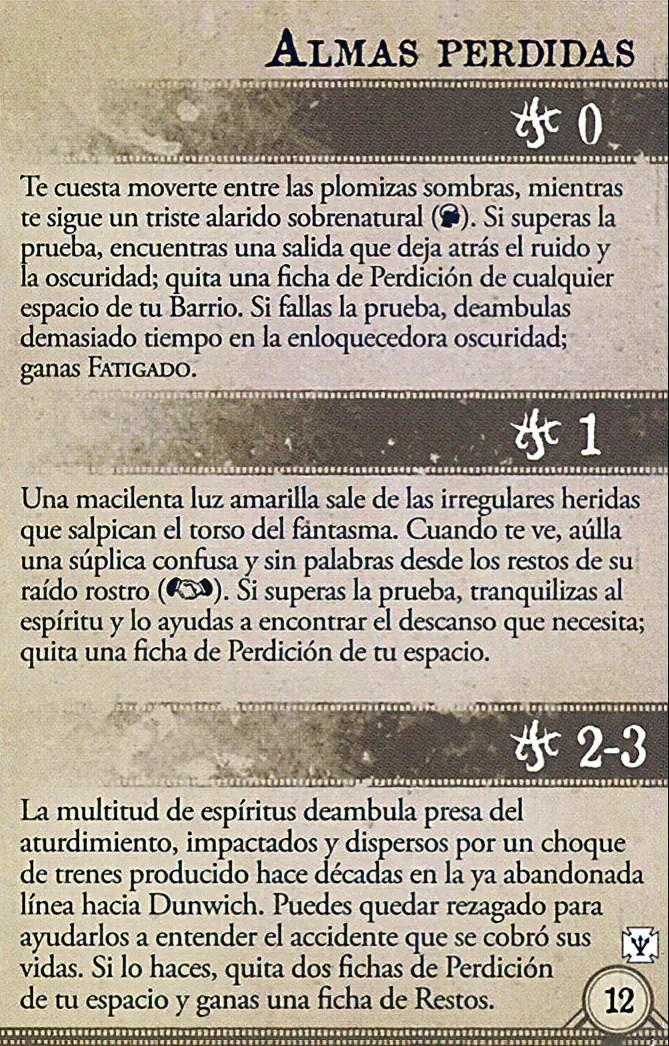 ALMAS PERDIDAS
0
Te cuesta moverte entre las plomizas sombras, mientras
te sigue un triste alarido sobrenatural (). Si superas la
prueba, encuentras una salida que deja atrás el ruido y
la oscuridad; quita una ficha de Perdición de cualquier
espacio de tu Barrio. Si fallas la prueba, deambulas
demasiado tiempo en la enloquecedora oscuridad;
ganas FATIGADO.
1
Una macilenta luz amarilla sale de las irregulares heridas
que salpican el torso del fantasma. Cuando te ve, aúlla
una súplica confusa y sin palabras desde los restos de su
raído rostro (). Si superas la prueba, tranquilizas al
espíritu y lo ayudas a encontrar el descanso que necesita;
quita una ficha de Perdición de tu espacio.
2-3
La multitud de espíritus deambula presa del
aturdimiento, impactados y dispersos por un choque
de trenes producido hace décadas en la ya abandonada
línea hacia Dunwich. Puedes quedar rezagado para
ayudarlos a entender el accidente que se cobró sus
vidas. Si lo haces, quita dos fichas de Perdición
de tu espacio y ganas una ficha de Restos.
12